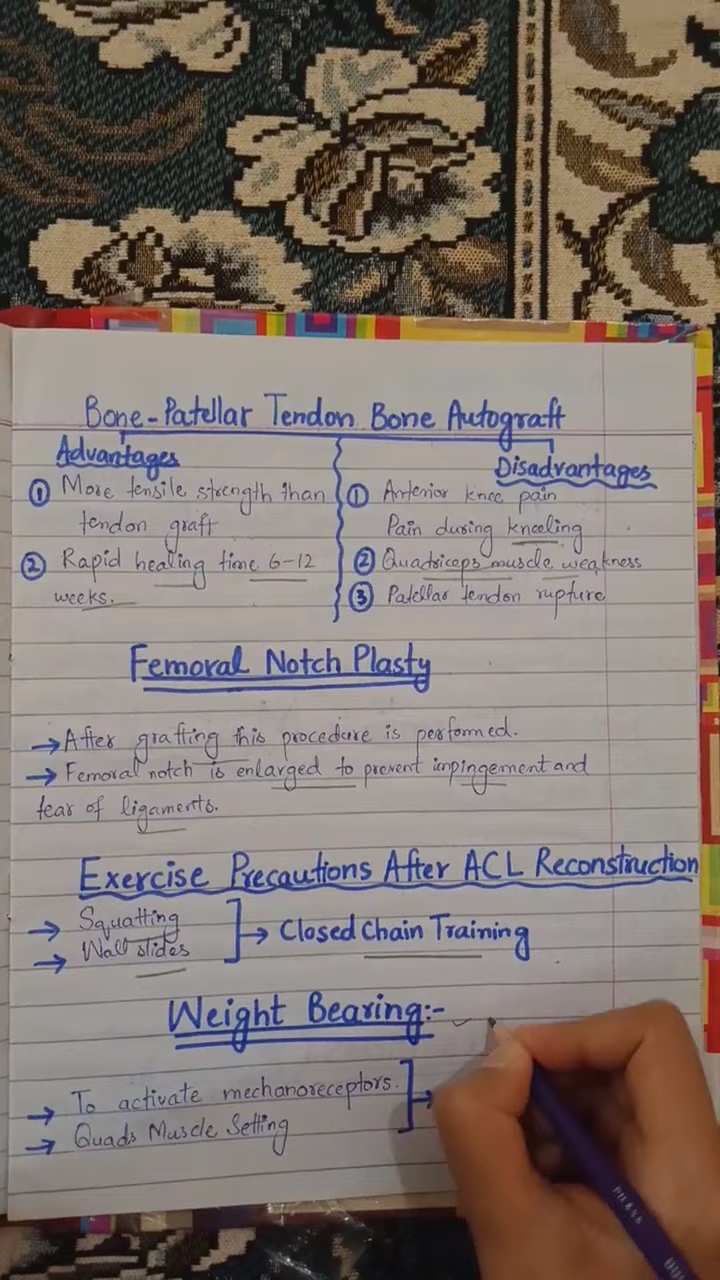 Bone-Patellar Tendon Bone Autograft
Advantages
① More tensile strength than
tendon graft
② Rapid healing time 6-12
weeks.
Disadvantages
① Anterior knee pain
Pain during kneeling
② Quadriceps muscle weakness
③ Patellar tendon rupture
Femoral Notch Plasty
→ After grafting this procedure is performed.
→ Femoral notch is enlarged to prevent impingement and
tear of ligaments.
Exercise Precautions After ACL Reconstruction
→ Squatting
→ Wall slides
→ Closed Chain Training
Weight Bearing:-
→ To activate mechanoreceptors.
→ Quads Muscle Setting